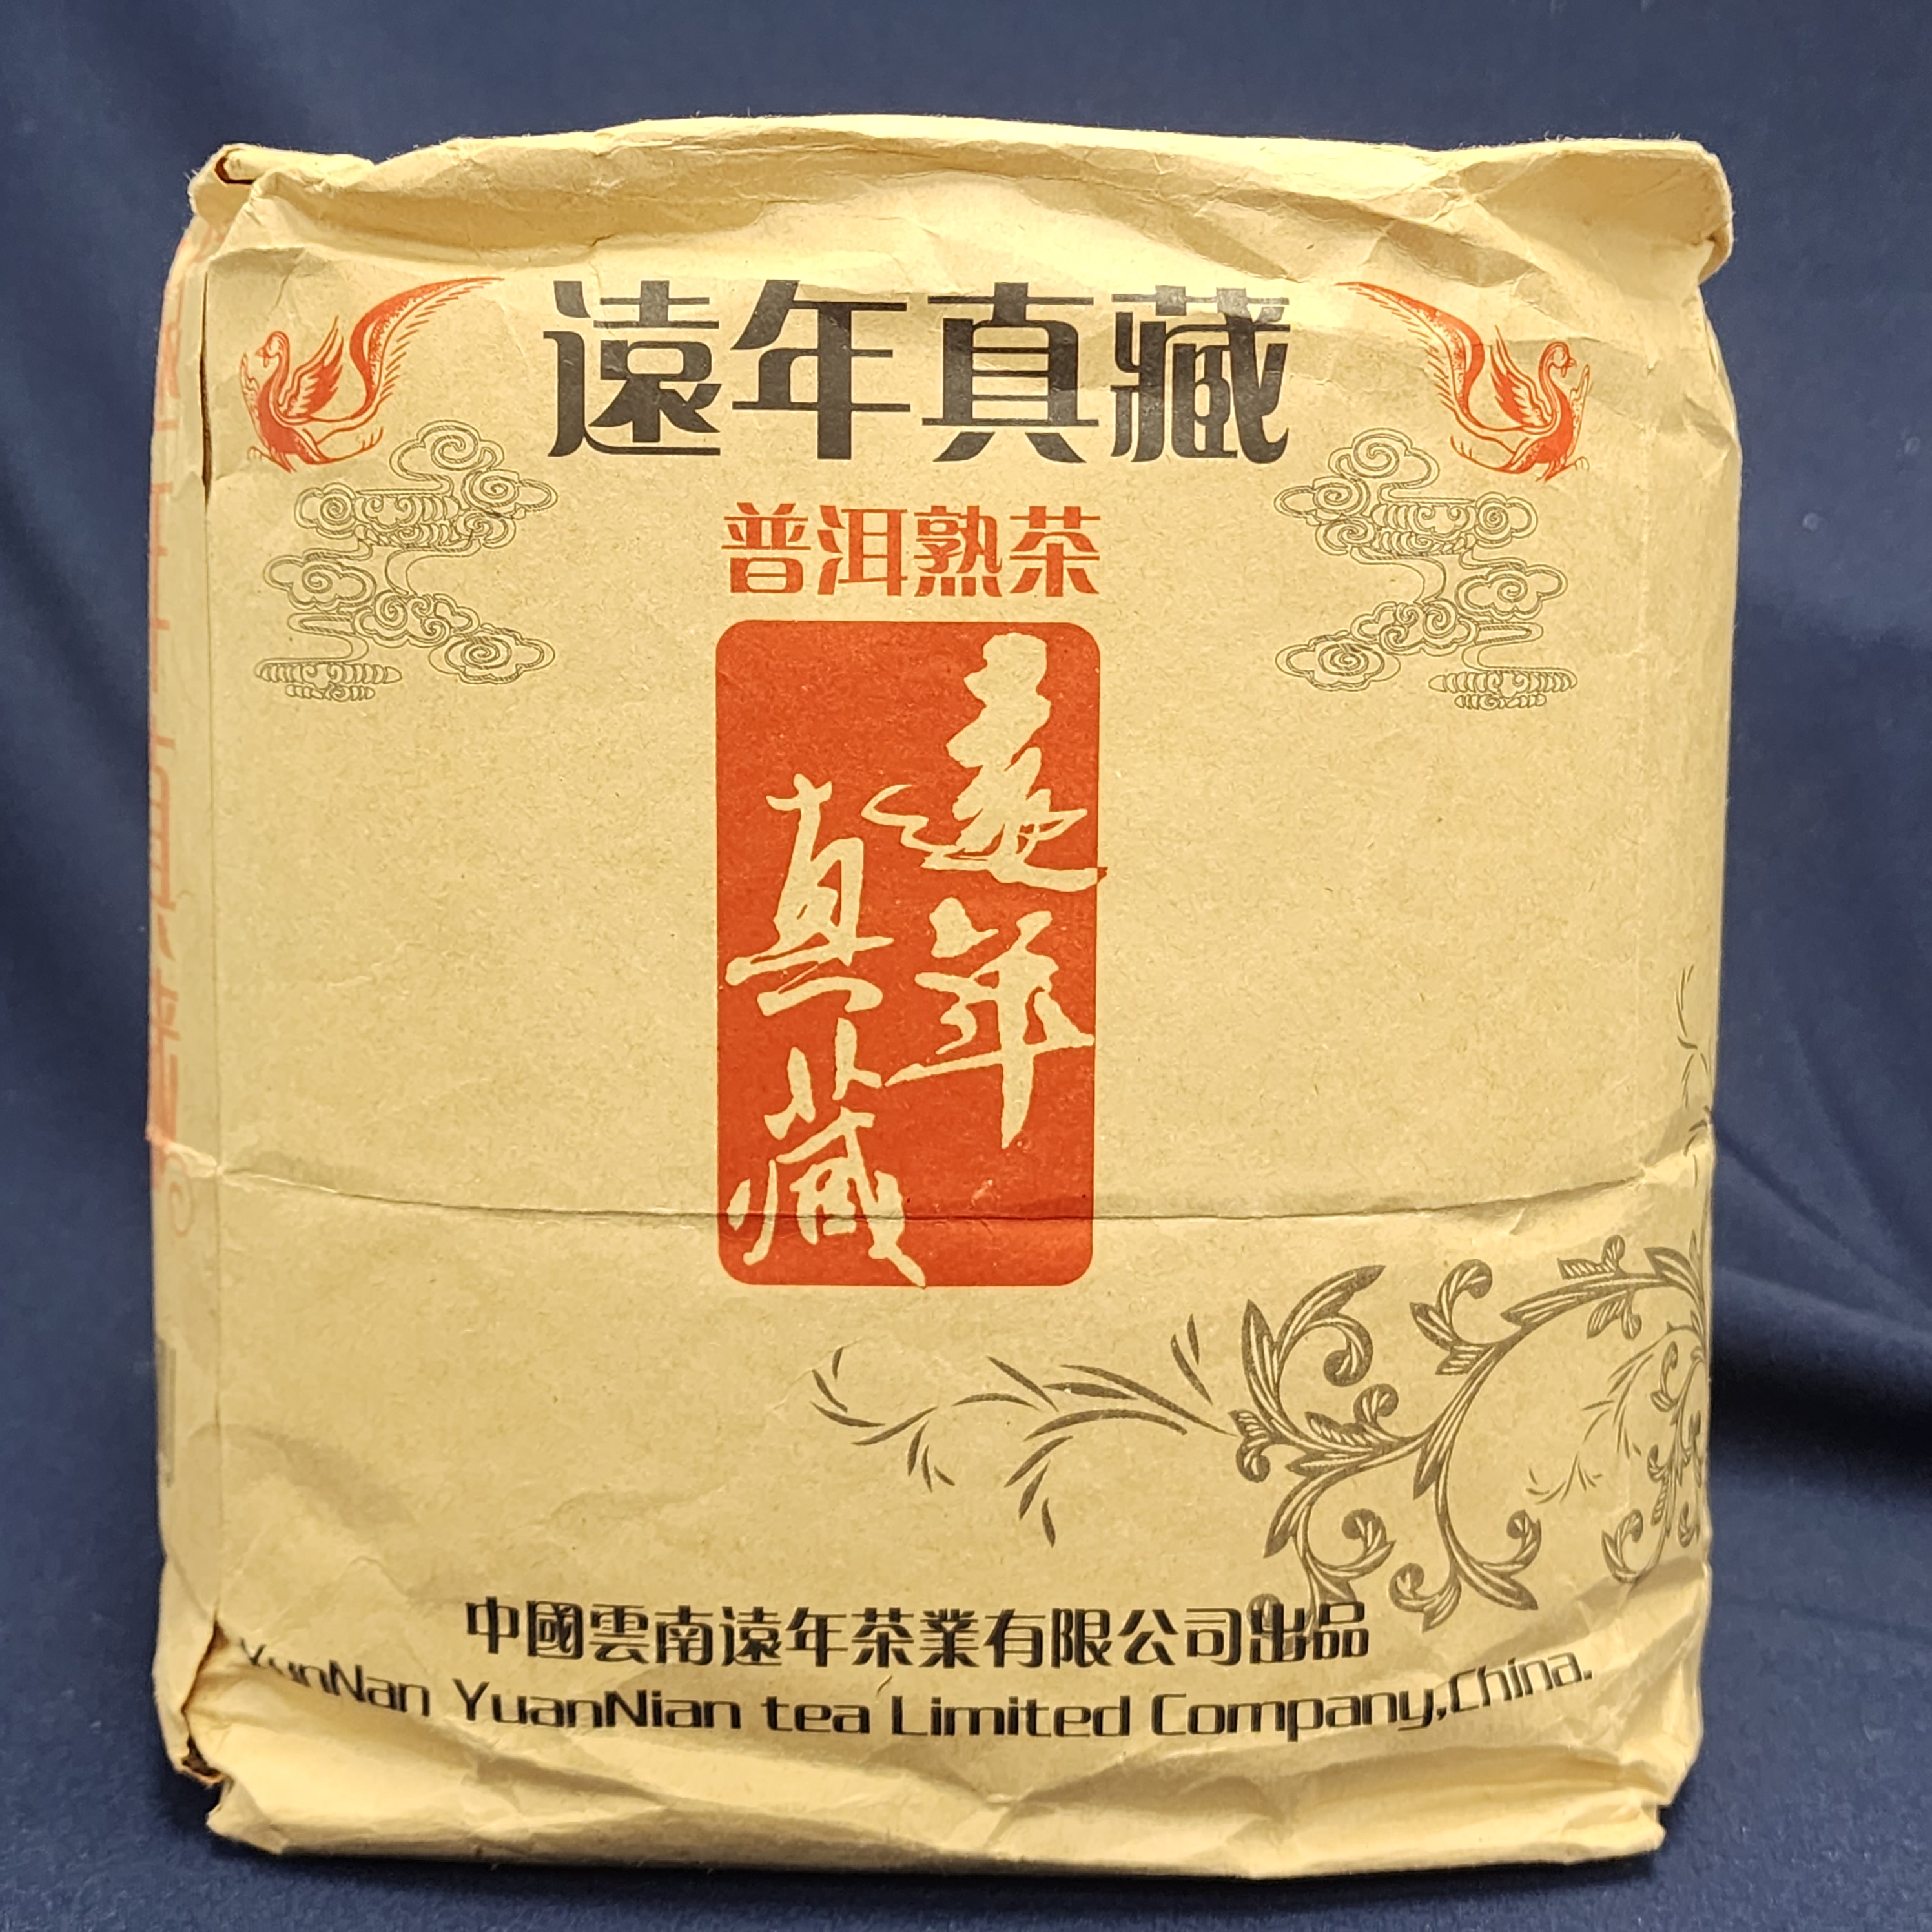 遠年真藏
普洱熟茶
遠年
真藏
中國雲南遠年茶業有限公司出品
YunNan YuanNian tea Limited Company,China.